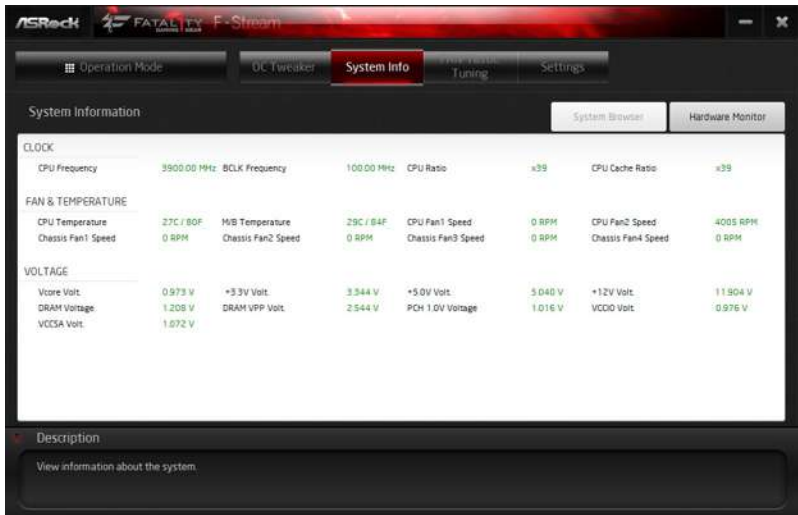 ASRock FATAL1TY GAMING GEAR F-Stream
Operation Mode OC Tweaker System Info Tuning Settings
System Information System Browser Hardware Monitor
CLOCK
CPU Frequency 3900.00 MHz BCLK Frequency 100.00 MHz CPU Ratio x39 CPU Cache Ratio x39
FAN & TEMPERATURE
CPU Temperature 27C / 80F M/B Temperature 29C / 84F CPU Fan1 Speed 0 RPM CPU Fan2 Speed 4005 RPM
Chassis Fan1 Speed 0 RPM Chassis Fan2 Speed 0 RPM Chassis Fan3 Speed 0 RPM Chassis Fan4 Speed 0 RPM
VOLTAGE
Vcore Volt. 0.973 V +3.3V Volt. 3.344 V +5.0V Volt. 5.040 V +12V Volt. 11.904 V
DRAM Voltage 1.208 V DRAM VPP Volt. 2.544 V PCH 1.0V Voltage 1.016 V VCCIO Volt. 0.976 V
VCCSA Volt. 1.072 V
Description
View information about the system.